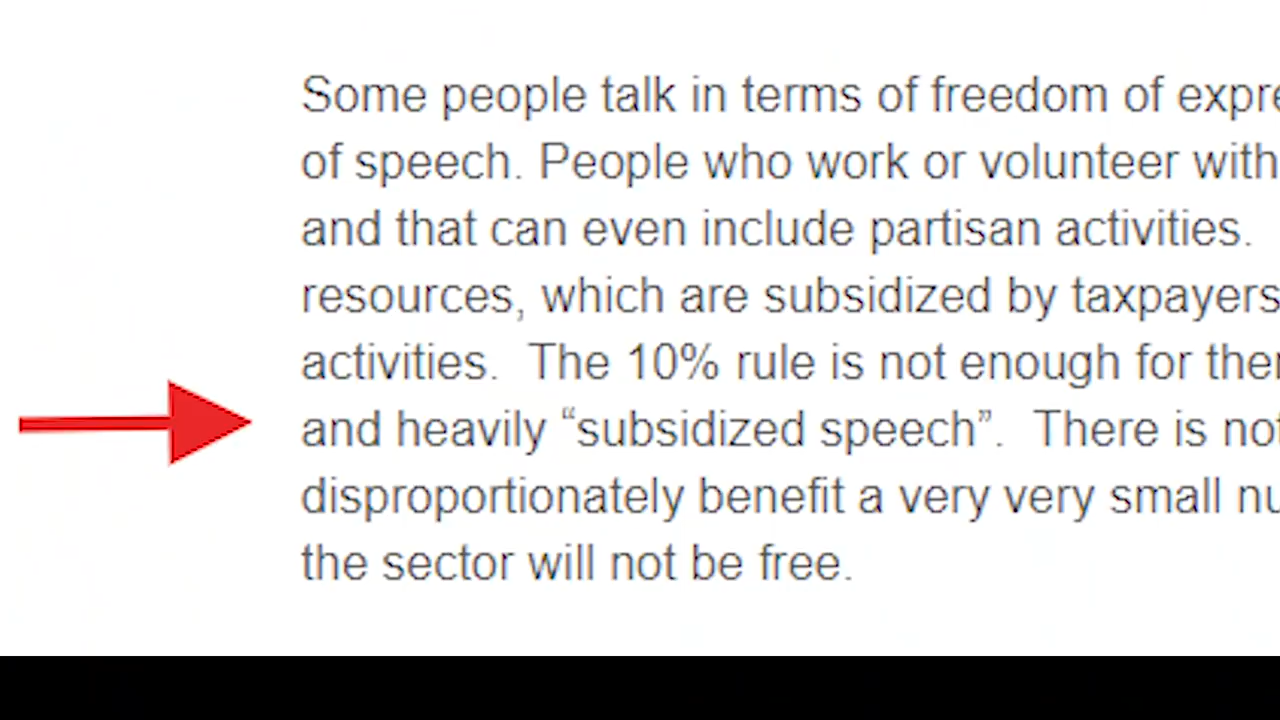 Some people talk in terms of freedom of expre
of speech. People who work or volunteer with
and that can even include partisan activities.
resources, which are subsidized by taxpayers
activities.  The 10% rule is not enough for ther
and heavily “subsidized speech”.  There is not
disproportionately benefit a very very small nu
the sector will not be free.